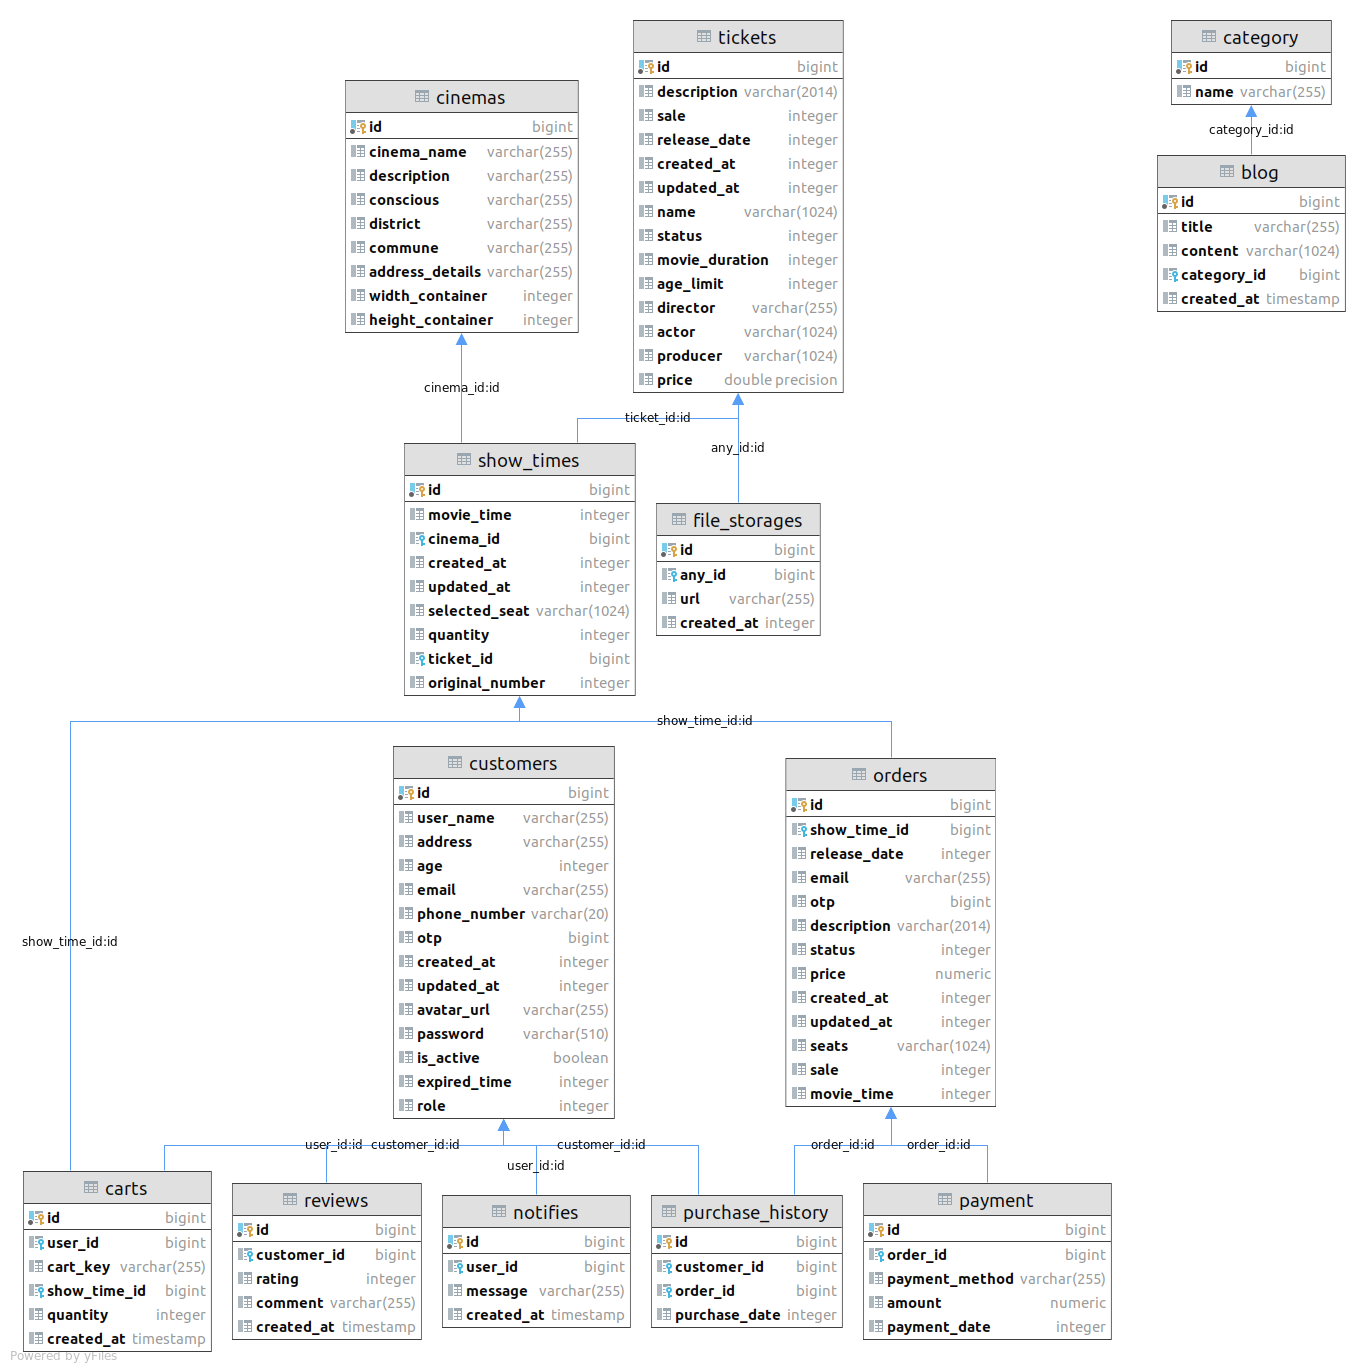 tickets
id bigint
description varchar(2014)
sale integer
release_date integer
created_at integer
updated_at integer
name varchar(1024)
status integer
movie_duration integer
age_limit integer
director varchar(255)
actor varchar(1024)
producer varchar(1024)
price double precision
category
id bigint
name varchar(255)
category_id:id
cinemas
id bigint
cinema_name varchar(255)
description varchar(255)
conscious varchar(255)
district varchar(255)
commune varchar(255)
address_details varchar(255)
width_container integer
height_container integer
blog
id bigint
title varchar(255)
content varchar(1024)
category_id bigint
created_at timestamp
cinema_id:id
ticket_id:id
any_id:id
show_times
id bigint
movie_time integer
cinema_id bigint
created_at integer
updated_at integer
selected_seat varchar(1024)
quantity integer
ticket_id bigint
original_number integer
file_storages
id bigint
any_id bigint
url varchar(255)
created_at integer
show_time_id:id
customers
id bigint
user_name varchar(255)
address varchar(255)
age integer
email varchar(255)
phone_number varchar(20)
otp bigint
created_at integer
updated_at integer
avatar_url varchar(255)
password varchar(510)
is_active boolean
expired_time integer
role integer
orders
id bigint
show_time_id bigint
release_date integer
email varchar(255)
otp bigint
description varchar(2014)
status integer
price numeric
created_at integer
updated_at integer
seats varchar(1024)
sale integer
movie_time integer
show_time_id:id
user_id:id customer_id:id customer_id:id order_id:id order_id:id
user_id:id
carts
id bigint
user_id bigint
cart_key varchar(255)
show_time_id bigint
quantity integer
created_at timestamp
reviews
id bigint
customer_id bigint
rating integer
comment varchar(255)
created_at timestamp
notifies
id bigint
user_id bigint
message varchar(255)
created_at timestamp
purchase_history
id bigint
customer_id bigint
order_id bigint
purchase_date integer
payment
id bigint
order_id bigint
payment_method varchar(255)
amount numeric
payment_date integer
Powered by yFiles